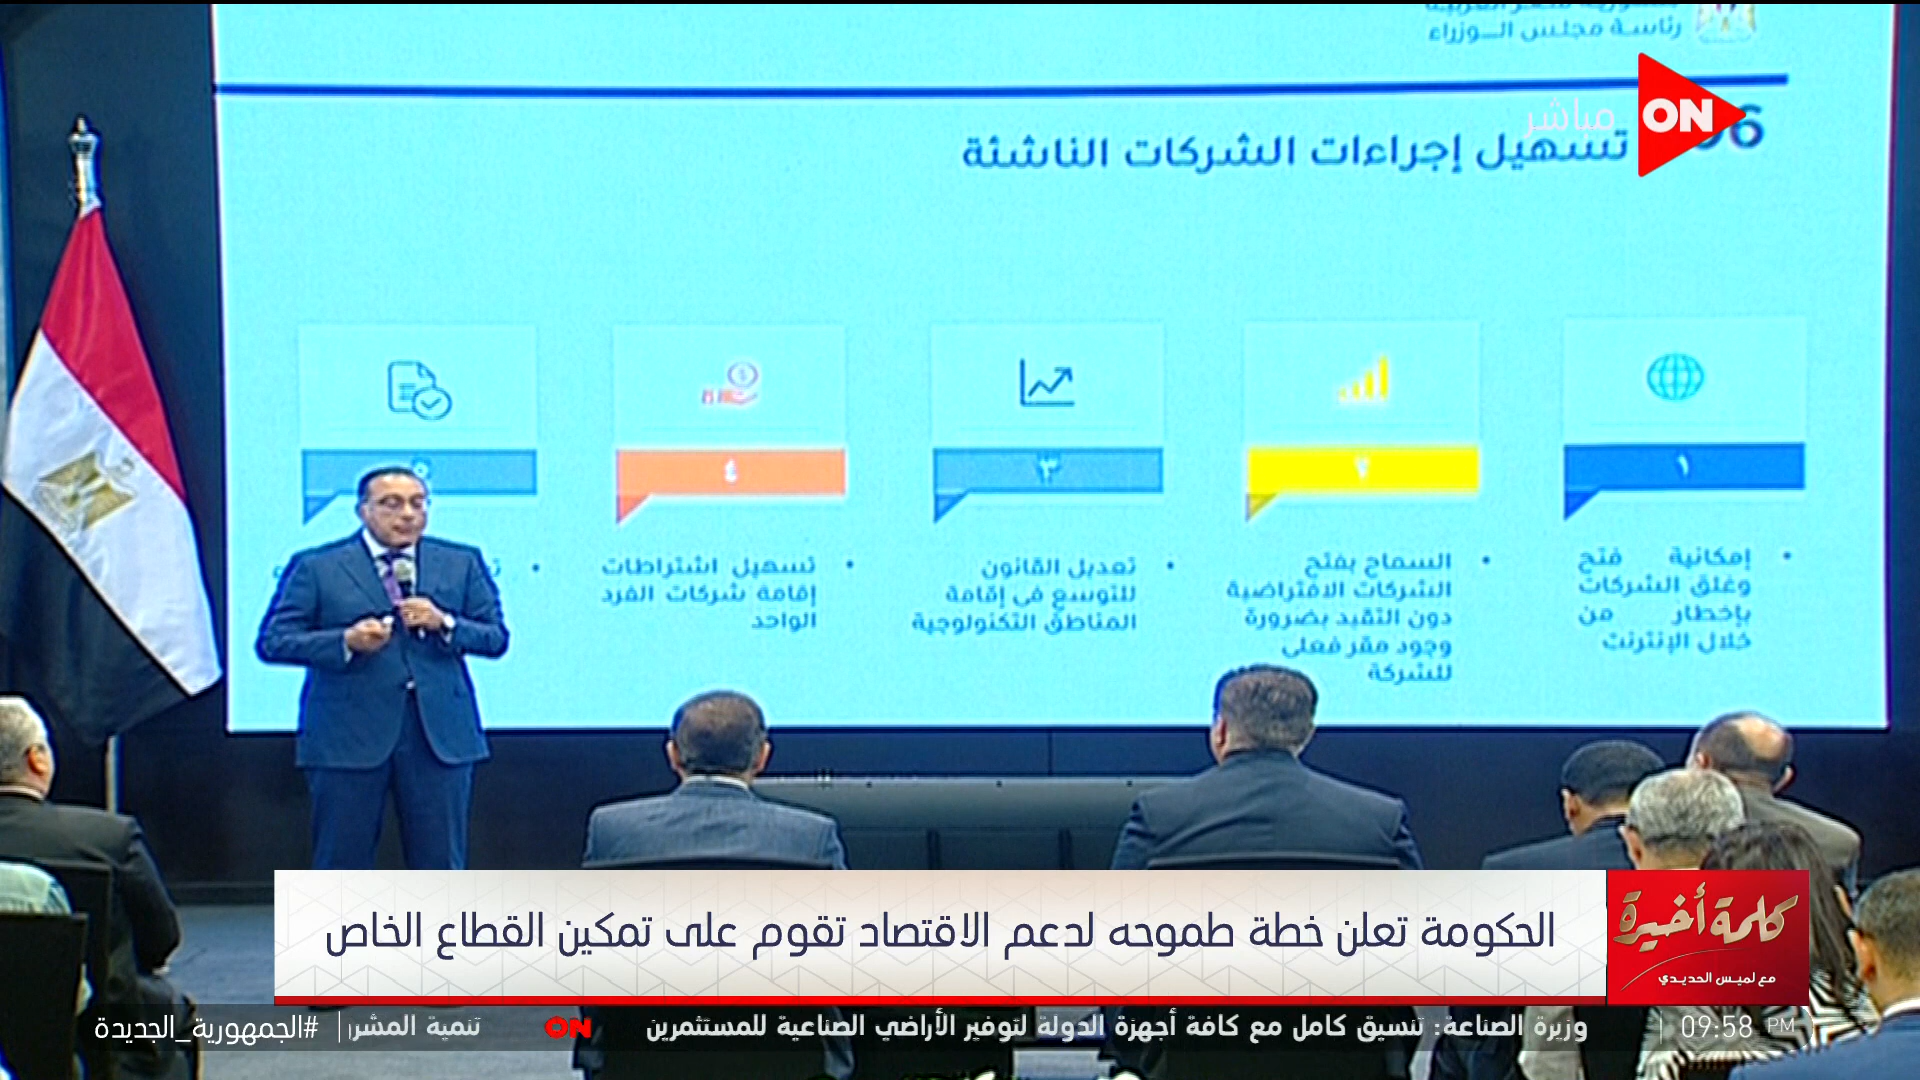 رئاسة مجلس الـوزراء
مباشر
ON
تسهيل إجراءات الشركات الناشئة
١
٢
٣
٤
• إمكانية فتح
وغلق الشركات
بإخطار من
خلال الإنترنت
• السماح بفتح
الشركات الافتراضية
دون التقيد بضرورة
وجود مقر فعلى
للشركة
• تعديل القانون
للتوسع فى إقامة
المناطق التكنولوجية
• تسهيل اشتراطات
إقامة شركات الفرد
الواحد
كلمة أخيرة
مع لميس الحديدي
الحكومة تعلن خطة طموحه لدعم الاقتصاد تقوم على تمكين القطاع الخاص
09:58 PM
وزيرة الصناعة: تنسيق كامل مع كافة أجهزة الدولة لتوفير الأراضي الصناعية للمستثمرين ON تنمية
#الجمهورية_الجديدة